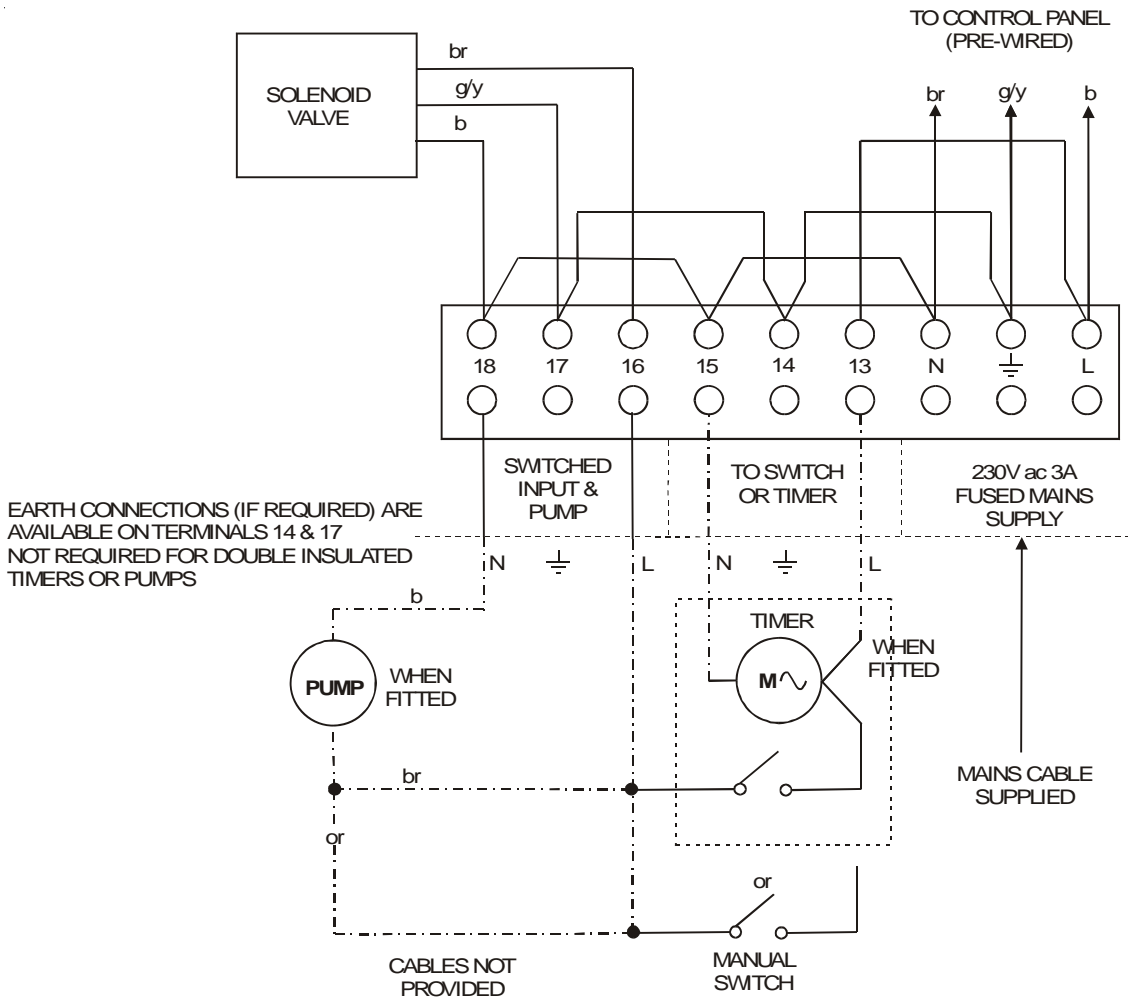 TO CONTROL PANEL
(PRE-WIRED)
br
g/y
b
SOLENOID
VALVE
br
g/y
b
18 17 16 15 14 13 N L
SWITCHED
INPUT &
PUMP
TO SWITCH
OR TIMER
230V ac 3A
FUSED MAINS
SUPPLY
EARTH CONNECTIONS (IF REQUIRED) ARE
AVAILABLE ON TERMINALS 14 & 17
NOT REQUIRED FOR DOUBLE INSULATED
TIMERS OR PUMPS
N L N L
b
TIMER
WHEN
FITTED
M
PUMP
WHEN
FITTED
br
MAINS CABLE
SUPPLIED
or
or
MANUAL
SWITCH
CABLES NOT
PROVIDED